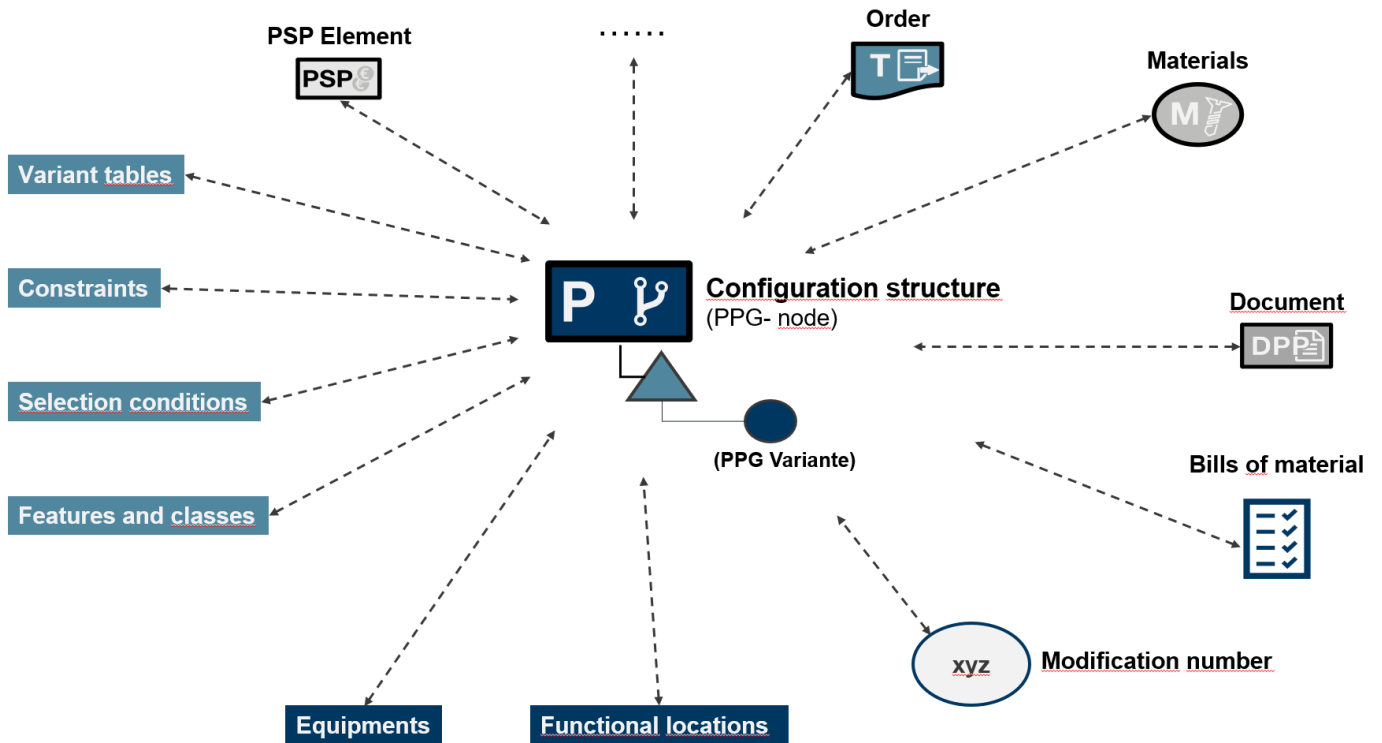 PSP Element
......
Order
Materials
PSP
T
M
Variant tables
Constraints
P
Configuration structure
(PPG- node)
Document
DPP
Selection conditions
(PPG Variante)
Bills of material
Features and classes
xyz
Modification number
Equipments
Functional locations